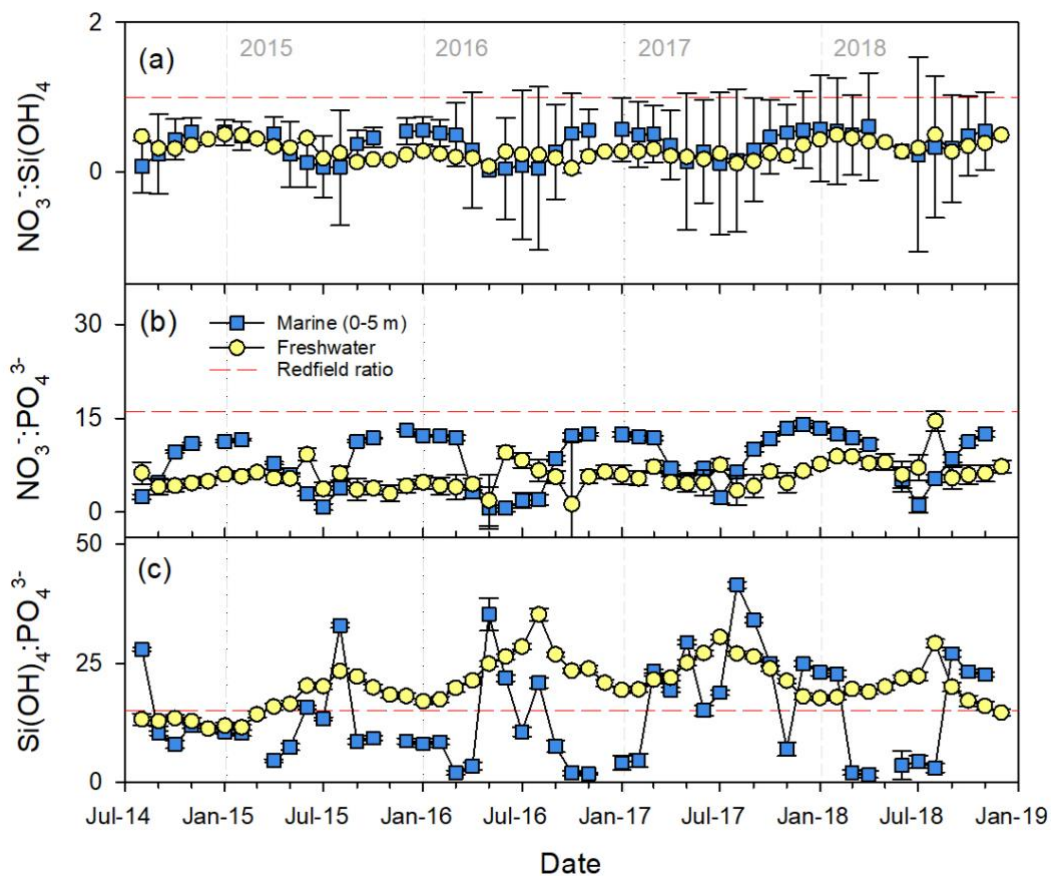 2
(a)
2015
2016
2017
2018
0
NO₃⁻:Si(OH)₄
30
(b)
Marine (0-5 m)
Freshwater
Redfield ratio
15
0
NO₃⁻:PO₄³⁻
50
(c)
25
0
Si(OH)₄:PO₄³⁻
Jul-14 Jan-15 Jul-15 Jan-16 Jul-16 Jan-17 Jul-17 Jan-18 Jul-18 Jan-19
Date